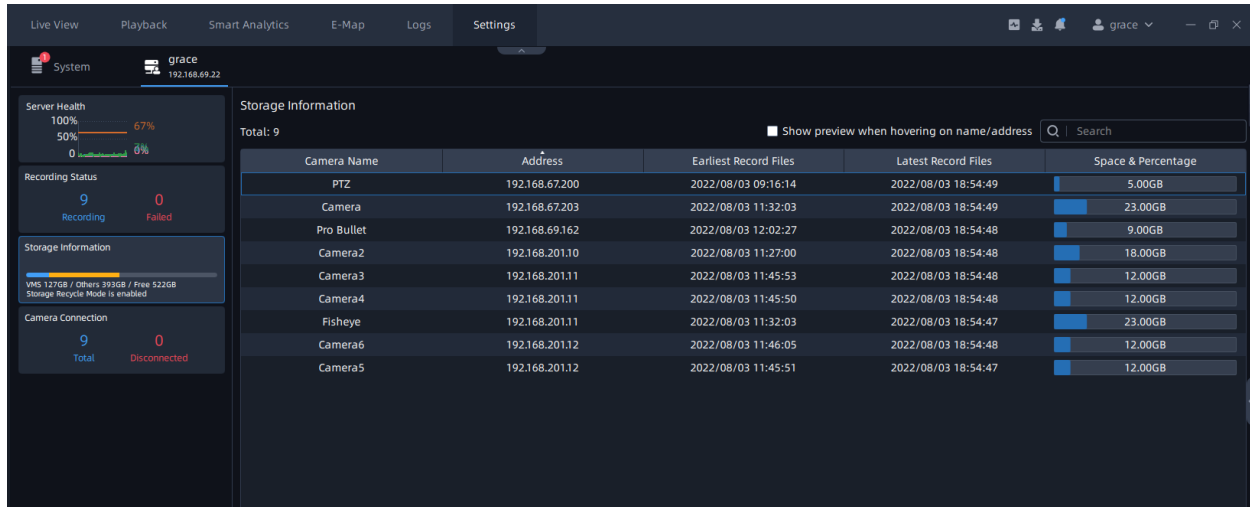 Live View Playback Smart Analytics E-Map Logs Settings grace
1 System
grace
192.168.69.22
Server Health
100%
67%
50%
0
0%
Recording Status
9 0
Recording Failed
Storage Information
VMS 127GB / Others 393GB / Free 522GB
Storage Recycle Mode is enabled
Camera Connection
9 0
Total Disconnected
Storage Information
Total: 9 Show preview when hovering on name/address Search
Camera Name Address Earliest Record Files Latest Record Files Space & Percentage
PTZ 192.168.67.200 2022/08/03 09:16:14 2022/08/03 18:54:49 5.00GB
Camera 192.168.67.203 2022/08/03 11:32:03 2022/08/03 18:54:49 23.00GB
Pro Bullet 192.168.69.162 2022/08/03 12:02:27 2022/08/03 18:54:48 9.00GB
Camera2 192.168.201.10 2022/08/03 11:27:00 2022/08/03 18:54:48 18.00GB
Camera3 192.168.201.11 2022/08/03 11:45:53 2022/08/03 18:54:48 12.00GB
Camera4 192.168.201.11 2022/08/03 11:45:50 2022/08/03 18:54:48 12.00GB
Fisheye 192.168.201.11 2022/08/03 11:32:03 2022/08/03 18:54:47 23.00GB
Camera6 192.168.201.12 2022/08/03 11:46:05 2022/08/03 18:54:48 12.00GB
Camera5 192.168.201.12 2022/08/03 11:45:51 2022/08/03 18:54:47 12.00GB